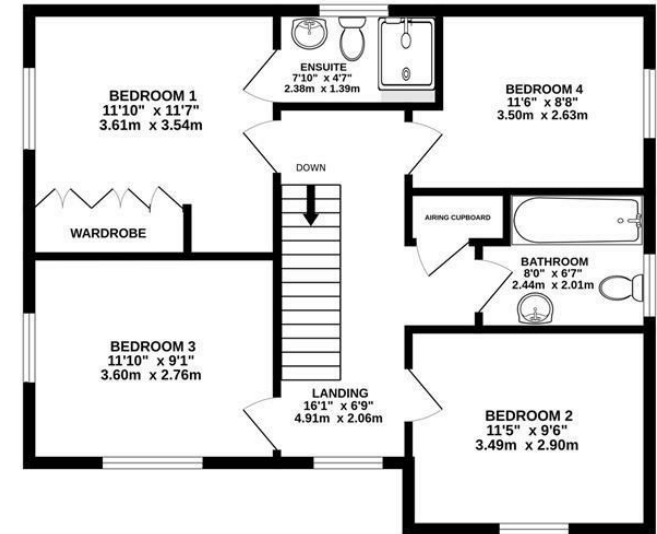 BEDROOM 1
11'10" x 11'7"
3.61m x 3.54m
ENSUITE
7'10" x 4'7"
2.38m x 1.39m
BEDROOM 4
11'6" x 8'8"
3.50m x 2.63m
DOWN
WARDROBE
AIRING CUPBOARD
BATHROOM
8'0" x 6'7"
2.44m x 2.01m
BEDROOM 3
11'10" x 9'1"
3.60m x 2.76m
LANDING
16'1" x 6'9"
4.91m x 2.06m
BEDROOM 2
11'5" x 9'6"
3.49m x 2.90m